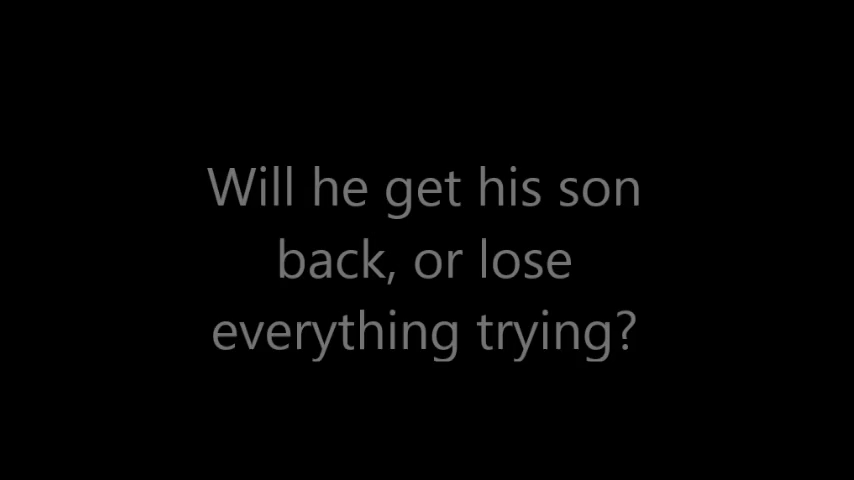 Will he get his son
back, or lose
everything trying?